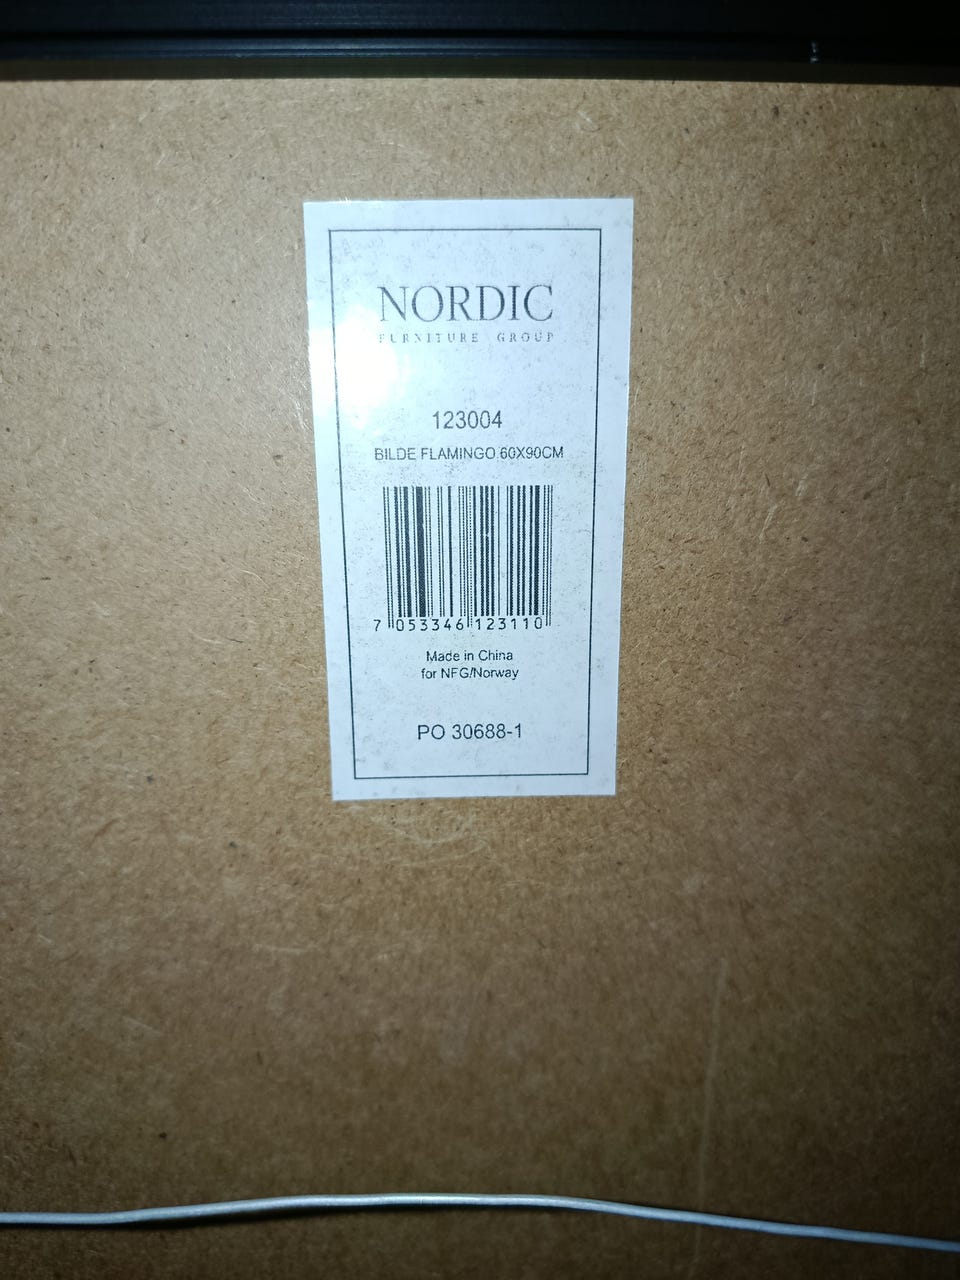 NORDIC
FURNITURE GROUP
123004
BILDE FLAMINGO 60X90CM
7 053346 123110
Made in China
for NFG/Norway
PO 30688-1